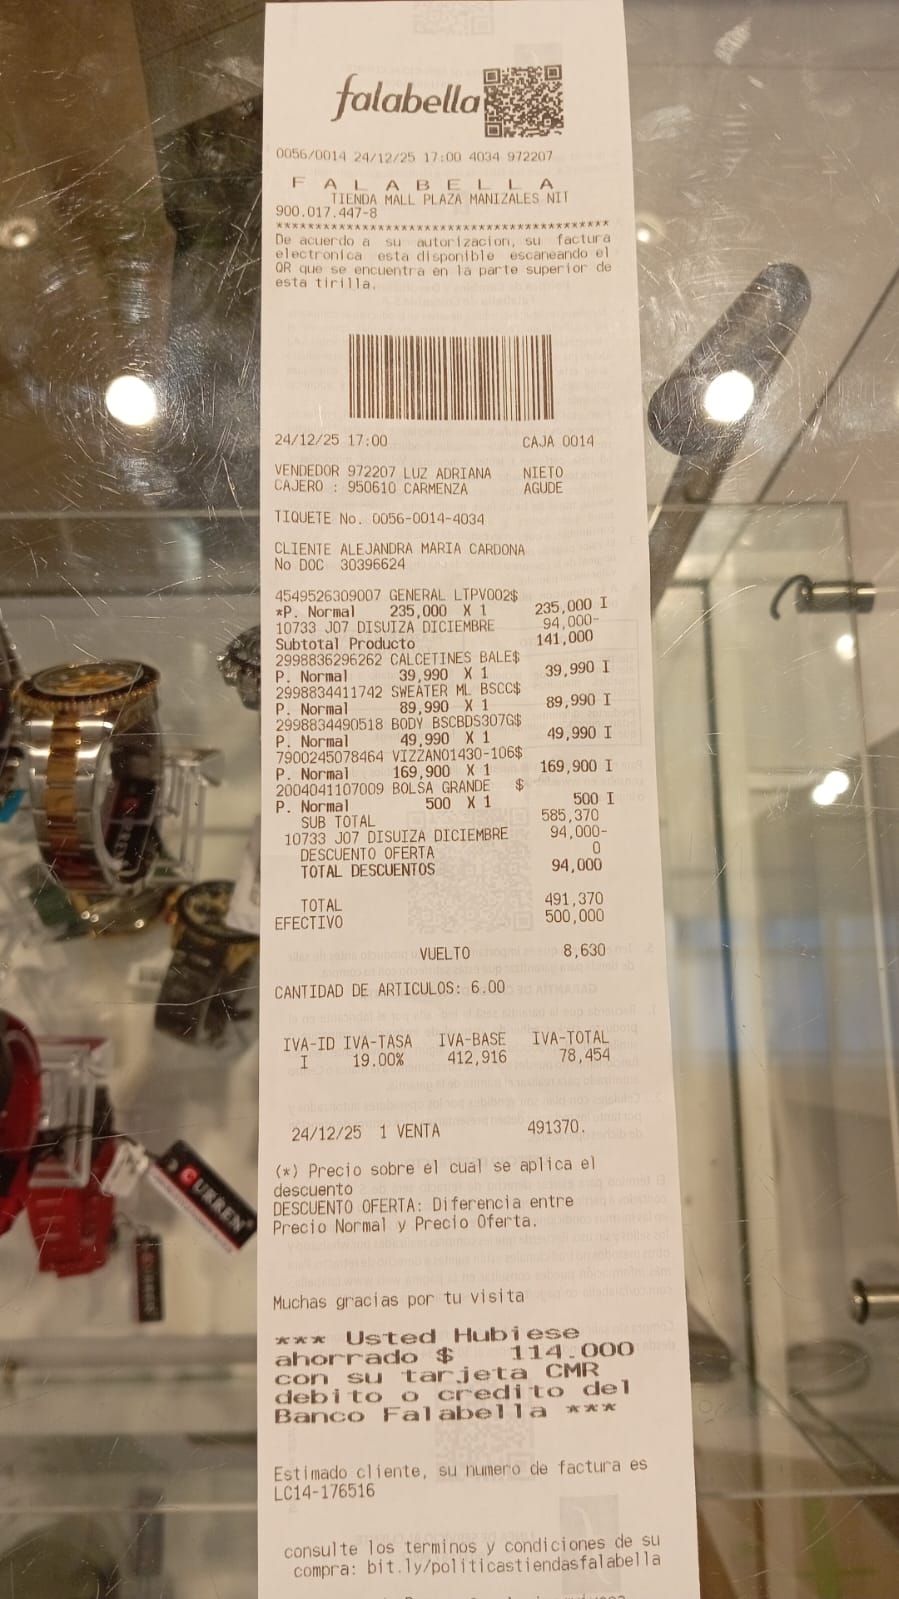 falabella
0056/0014 24/12/25 17:00 4034 972207
F A L A B E L L A
TIENDA MALL PLAZA MANIZALES NIT
900.017.447-8
*****************************************
De acuerdo a su autorizacion, su factura
electronica esta disponible escaneando el
QR que se encuentra en la parte superior de
esta tirilla.
24/12/25 17:00 CAJA 0014
VENDEDOR 972207 LUZ ADRIANA NIETO
CAJERO : 950610 CARMENZA AGUDE
TIQUETE No. 0056-0014-4034
CLIENTE ALEJANDRA MARIA CARDONA
No DOC 30396624
4549526309007 GENERAL LTPV002$
*P. Normal 235,000 X 1 235,000 I
10733 J07 DISUIZA DICIEMBRE 94,000-
Subtotal Producto 141,000
2998836296262 CALCETINES BALE$
P. Normal 39,990 X 1 39,990 I
2998834411742 SWEATER ML BSCC$
P. Normal 89,990 X 1 89,990 I
2998834490518 BODY BSCBDS307G$
P. Normal 49,990 X 1 49,990 I
7900245078464 VIZZANO1430-106$
P. Normal 169,900 X 1 169,900 I
2004041107009 BOLSA GRANDE $
P. Normal 500 X 1 500 I
SUB TOTAL 585,370
10733 J07 DISUIZA DICIEMBRE 94,000-
DESCUENTO OFERTA 0
TOTAL DESCUENTOS 94,000
TOTAL 491,370
EFECTIVO 500,000
VUELTO 8,630
CANTIDAD DE ARTICULOS: 6.00
IVA-ID IVA-TASA IVA-BASE IVA-TOTAL
I 19.00% 412,916 78,454
24/12/25 1 VENTA 491370.
(*) Precio sobre el cual se aplica el
descuento
DESCUENTO OFERTA: Diferencia entre
Precio Normal y Precio Oferta.
Muchas gracias por tu visita
*** Usted Hubiese
ahorrado $ 114.000
con su tarjeta CMR
debito o credito del
Banco Falabella ***
Estimado cliente, su numero de factura es
LC14-176516
consulte los terminos y condiciones de su
compra: bit.ly/politicastiendasfalabella
CURREN